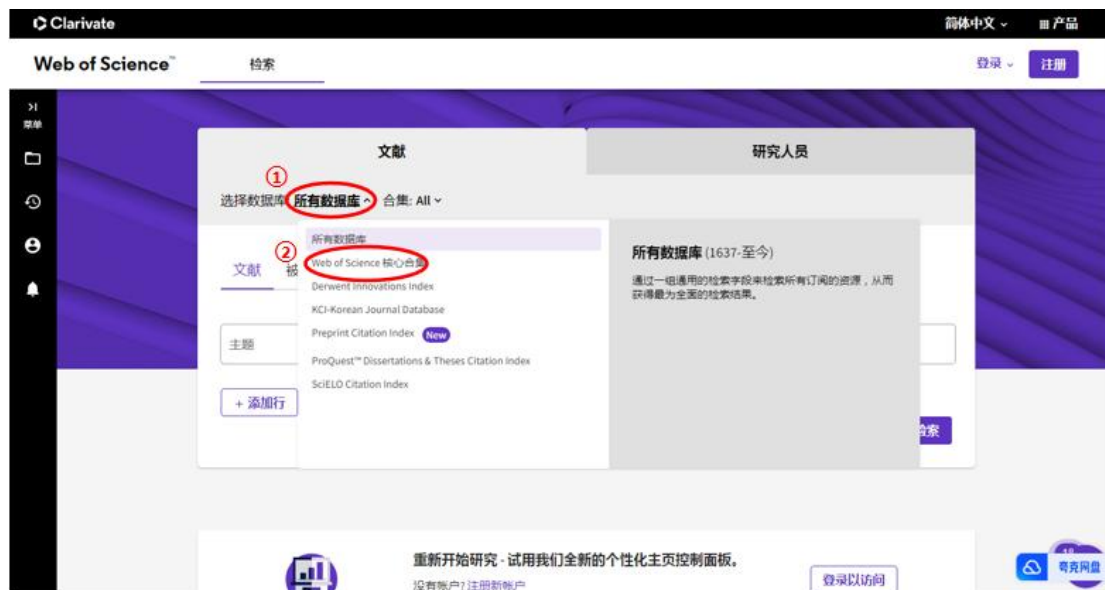 Clarivate 简体中文 产品
Web of Science™ 检索 登录 注册
菜单
文献 研究人员
①
选择数据库 所有数据库 合集: All
所有数据库
②
Web of Science 核心合集
文献 被
Derwent Innovations Index
KCI-Korean Journal Database
Preprint Citation Index New
主题
ProQuest™ Dissertations & Theses Citation Index
SciELO Citation Index
所有数据库 (1637-至今)
通过一组通用的检索字段来检索所有订阅的资源，从而
获得最为全面的检索结果。
+ 添加行
检索
重新开始研究 - 试用我们全新的个性化主页控制面板。
没有帐户? 注册新帐户
登录以访问
夸克网盘